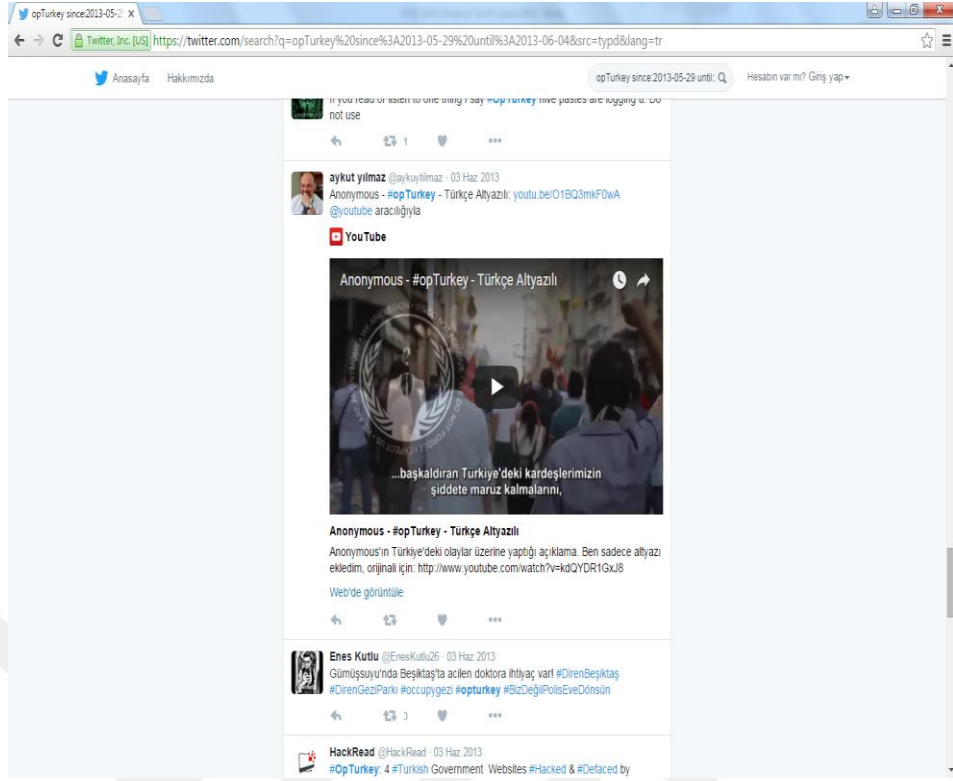 opTurkey since:2013-05-2
Twitter, Inc. [US] https://twitter.com/search?q=opTurkey%20since%3A2013-05-29%20until%3A2013-06-04&src=typd&lang=tr
Anasayfa Hakkımızda opTurkey since:2013-05-29 until: Hesabın var mı? Giriş yap
If you read or listen to one thing I say #OpTurkey hive pastes are logging u. Do
not use
1
aykut yılmaz @aykuytilmaz · 03 Haz 2013
Anonymous - #opTurkey - Türkçe Altyazılı: youtu.be/O1BQ3mkF0wA
@youtube aracılığıyla
YouTube
Anonymous - #opTurkey - Türkçe Altyazılı
...başkaldıran Türkiye'deki kardeşlerimizin
şiddete maruz kalmalarını,
Anonymous - #opTurkey - Türkçe Altyazılı
Anonymous'ın Türkiye'deki olaylar üzerine yaptığı açıklama. Ben sadece altyazı
ekledim, orijinali için: http://www.youtube.com/watch?v=kdQYDR1GxJ8
Web'de görüntüle
Enes Kutlu @EnesKutlu26 · 03 Haz 2013
Gümüşsuyu'nda Beşiktaş'ta acilen doktora ihtiyaç var! #DirenBeşiktaş
#DirenGeziParkı #occupygezi #opturkey #BizDeğilPolisEveDönsün
3
HackRead @HackRead · 03 Haz 2013
#OpTurkey: 4 #Turkish Government Websites #Hacked & #Defaced by